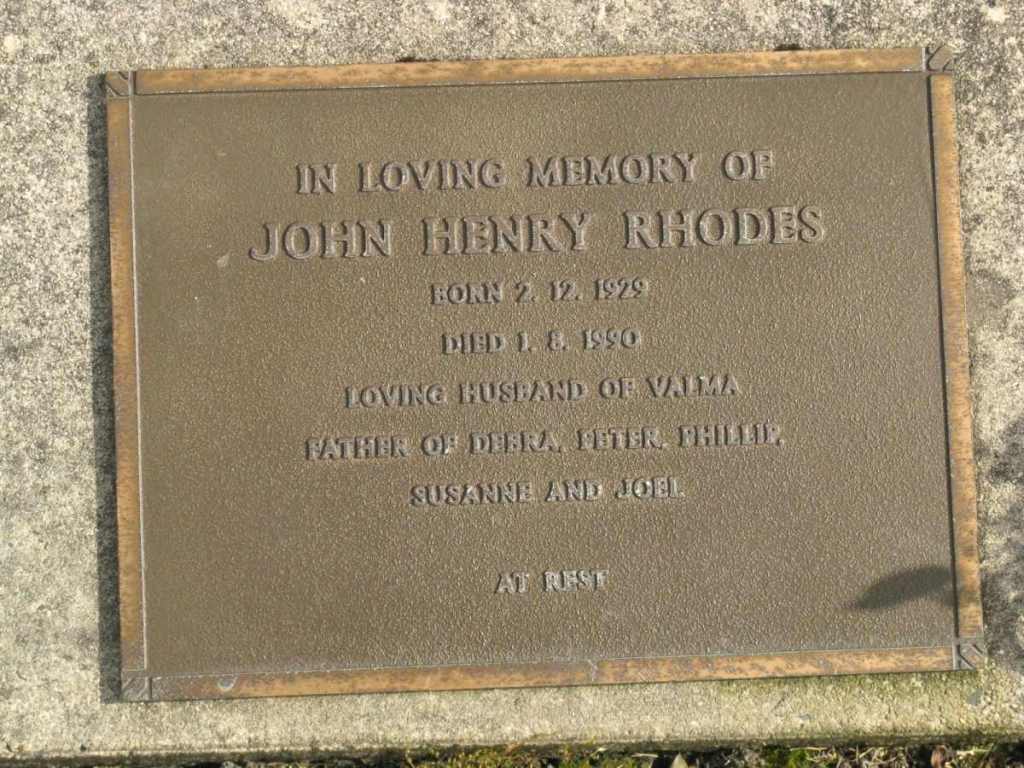 IN LOVING MEMORY OF
JOHN HENRY RHODES
BORN 2. 12. 1929
DIED 1. 8. 1990
LOVING HUSBAND OF VALMA
FATHER OF DEBRA, PETER, PHILLIP,
SUSANNE AND JOEL
AT REST